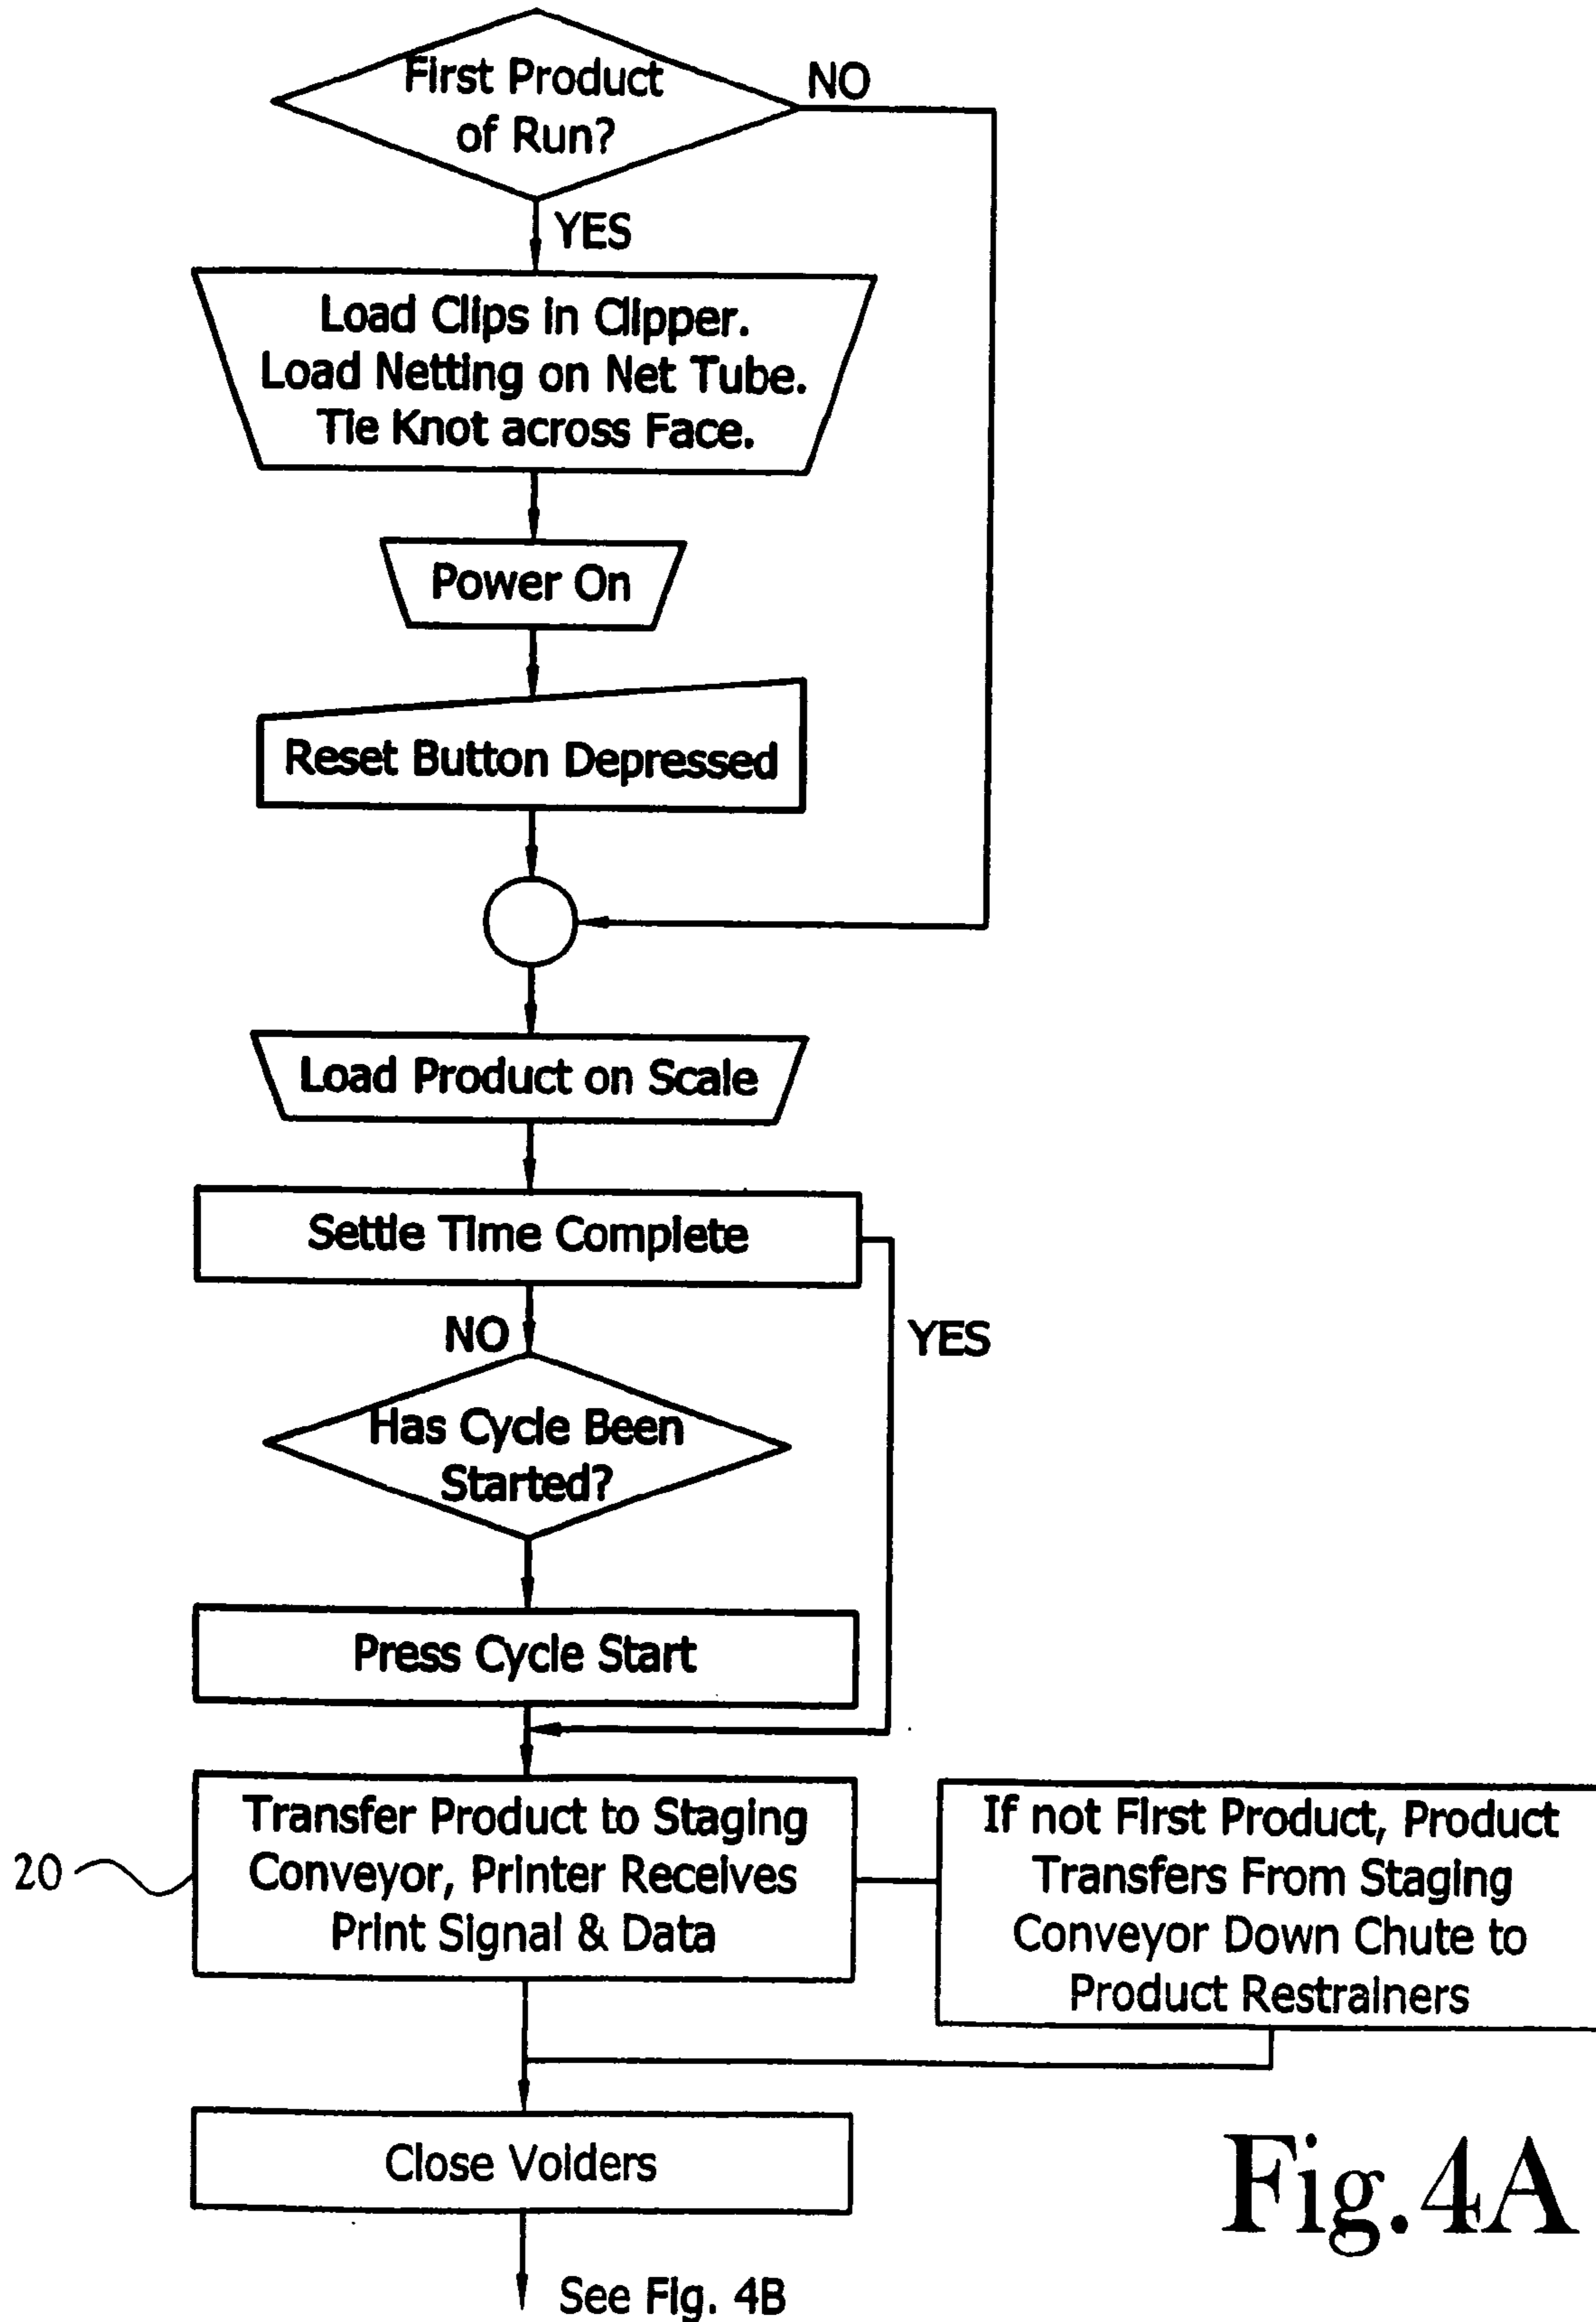 First Product
of Run?
NO
YES
Load Clips in Clipper.
Load Netting on Net Tube.
Tie Knot across Face.
Power On
Reset Button Depressed
Load Product on Scale
Settle Time Complete
NO
YES
Has Cycle Been
Started?
Press Cycle Start
20
Transfer Product to Staging
Conveyor, Printer Receives
Print Signal & Data
If not First Product, Product
Transfers From Staging
Conveyor Down Chute to
Product Restrainers
Close Voiders
See Fig. 4B
Fig.4A